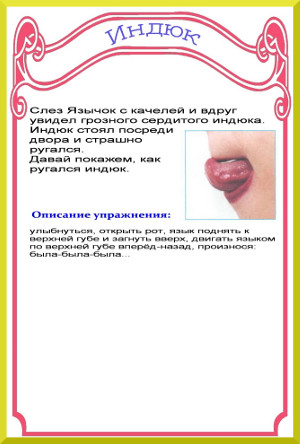 Индюк
Слез Язычок с качелей и вдруг
увидел грозного сердитого индюка.
Индюк стоял посреди
двора и страшно
ругался.
Давай покажем, как
ругался индюк.
Описание упражнения:
улыбнуться, открыть рот, язык поднять к
верхней губе и загнуть вверх, двигать языком
по верхней губе вперёд-назад, произнося:
была-была-была...